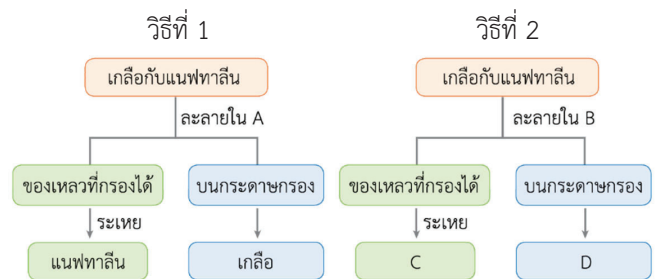 วิธีที่ 1
เกลือกับแนฟทาลีน
ละลายใน A
ของเหลวที่กรองได้
บนกระดาษกรอง
ระเหย
แนฟทาลีน
เกลือ
วิธีที่ 2
เกลือกับแนฟทาลีน
ละลายใน B
ของเหลวที่กรองได้
บนกระดาษกรอง
ระเหย
C
D